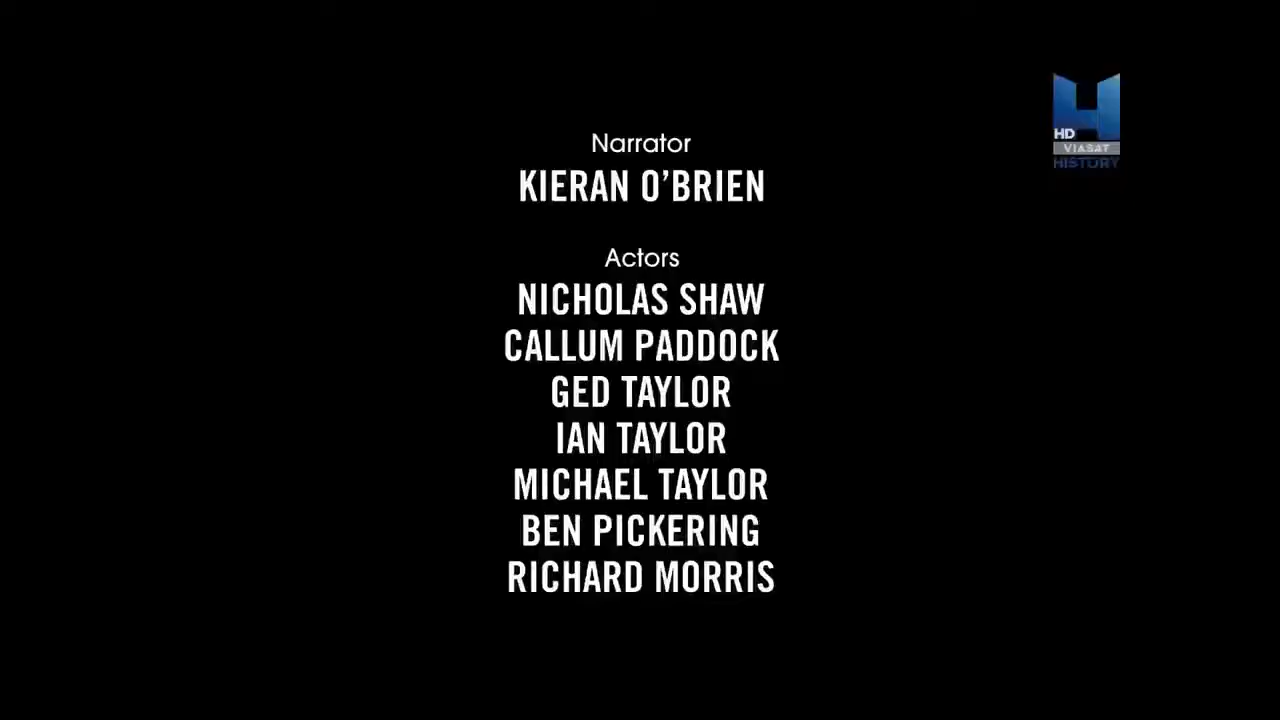 Narrator
KIERAN O’BRIEN
Actors
NICHOLAS SHAW
CALLUM PADDOCK
GED TAYLOR
IAN TAYLOR
MICHAEL TAYLOR
BEN PICKERING
RICHARD MORRIS
HD
VIASAT
HISTORY